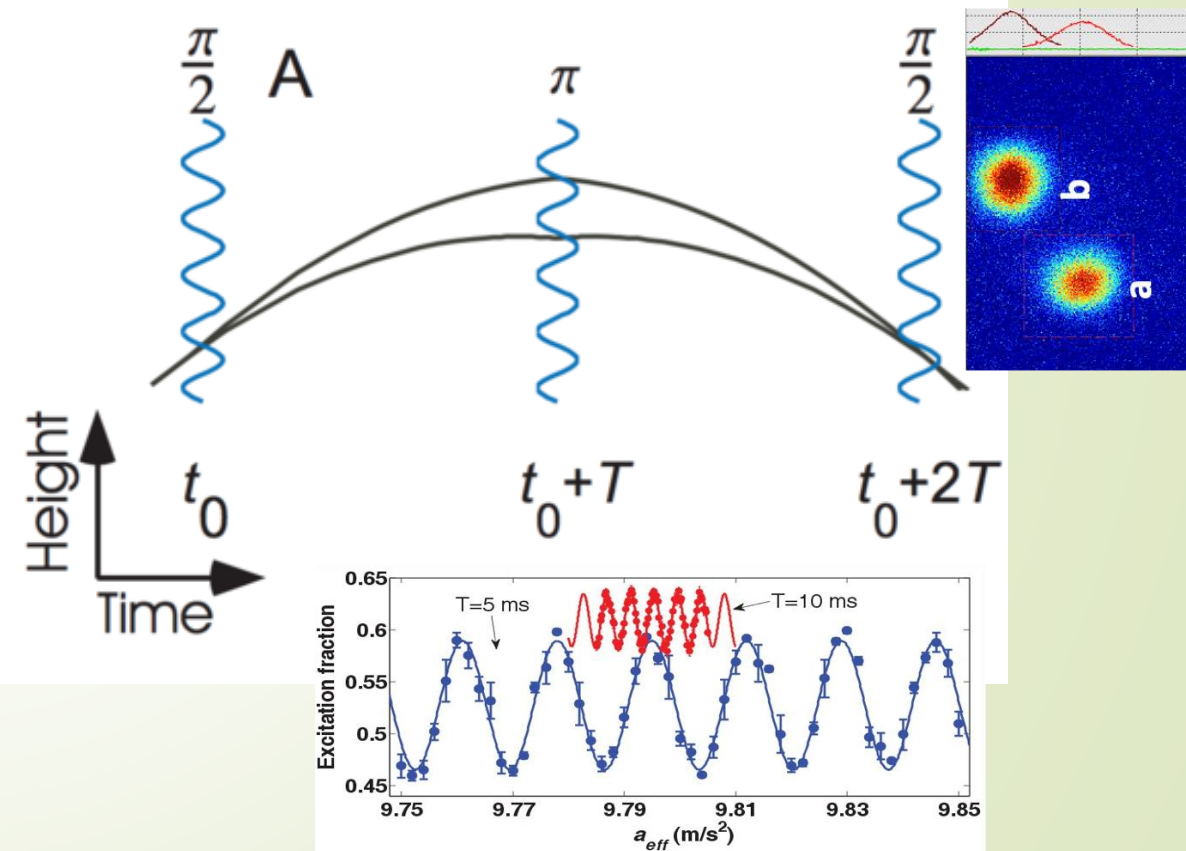 π/2
A
π
π/2
b
a
Height
Time
t₀
t₀+T
t₀+2T
0.65
0.6
0.55
0.5
0.45
Excitation fraction
T=5 ms
T=10 ms
9.75 9.77 9.79 9.81 9.83 9.85
a_eff (m/s²)